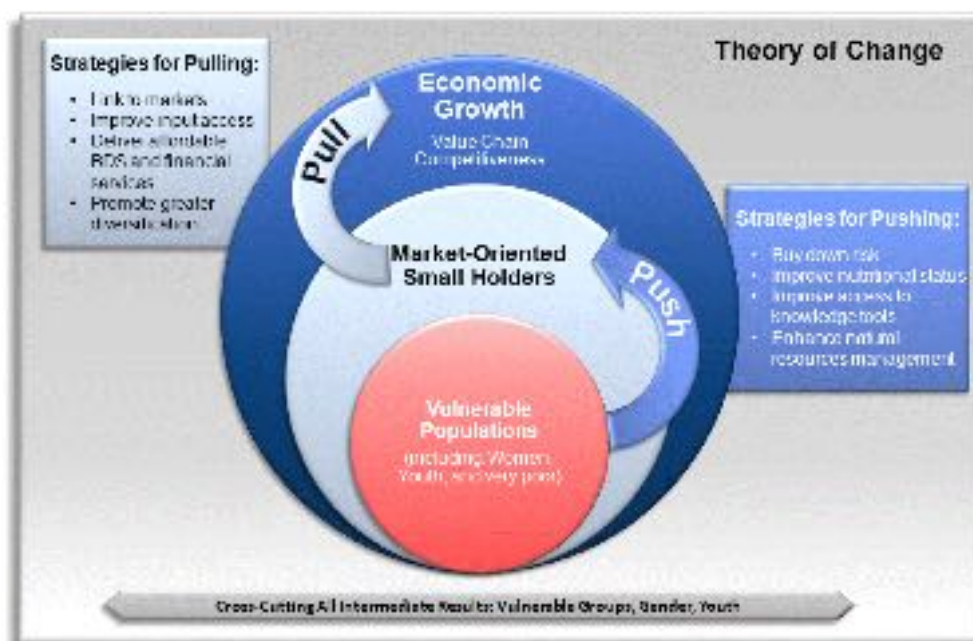 Theory of Change
Strategies for Pulling:
• Link to markets
• Improve input access
• Deliver affordable
BDS and financial
services
• Promote greater
diversification
Economic
Growth
Value Chain
Competitiveness
Pull
Market-Oriented
Small Holders
Push
Vulnerable
Populations
(including: Women,
Youth, and very poor)
Strategies for Pushing:
• Buy down risk
• Improve nutritional status
• Improve access to
knowledge tools
• Enhance natural
resources management
Cross-Cutting All Intermediate Results: Vulnerable Groups, Gender, Youth